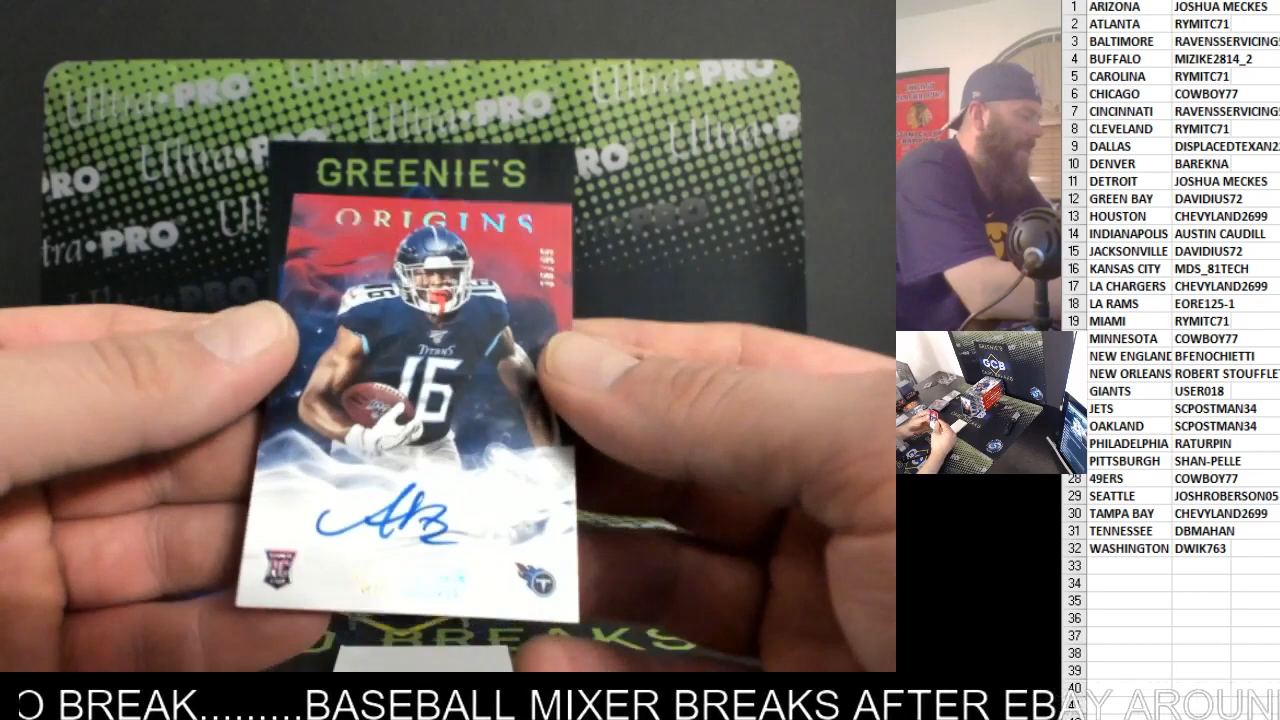 Ultra•PRO
GREENIE'S
ORIGINS
16
TITANS
16
BREAKS
GCB
1 ARIZONA JOSHUA MECKES
2 ATLANTA RYMITC71
3 BALTIMORE RAVENSSERVICING
4 BUFFALO MIZIKE2814_2
5 CAROLINA RYMITC71
6 CHICAGO COWBOY77
7 CINCINNATI RAVENSSERVICING
8 CLEVELAND RYMITC71
9 DALLAS DISPLACEDTEXAN2
10 DENVER BAREKNA
11 DETROIT JOSHUA MECKES
12 GREEN BAY DAVIDIUS72
13 HOUSTON CHEVYLAND2699
14 INDIANAPOLIS AUSTIN CAUDILL
15 JACKSONVILLE DAVIDIUS72
16 KANSAS CITY MDS_81TECH
17 LA CHARGERS CHEVYLAND2699
18 LA RAMS EORE125-1
19 MIAMI RYMITC71
MINNESOTA COWBOY77
NEW ENGLAND BFENOCHIETTI
NEW ORLEANS ROBERT STOUFFLET
GIANTS USER018
JETS SCPOSTMAN34
OAKLAND SCPOSTMAN34
PHILADELPHIA RATURPIN
PITTSBURGH SHAN-PELLE
28 49ERS COWBOY77
29 SEATTLE JOSHROBERSON05
30 TAMPA BAY CHEVYLAND2699
31 TENNESSEE DBMAHAN
32 WASHINGTON DWIK763
33
34
35
36
37
38
39
40
O BREAK.........BASEBALL MIXER BREAKS AFTER EBAY AROUN